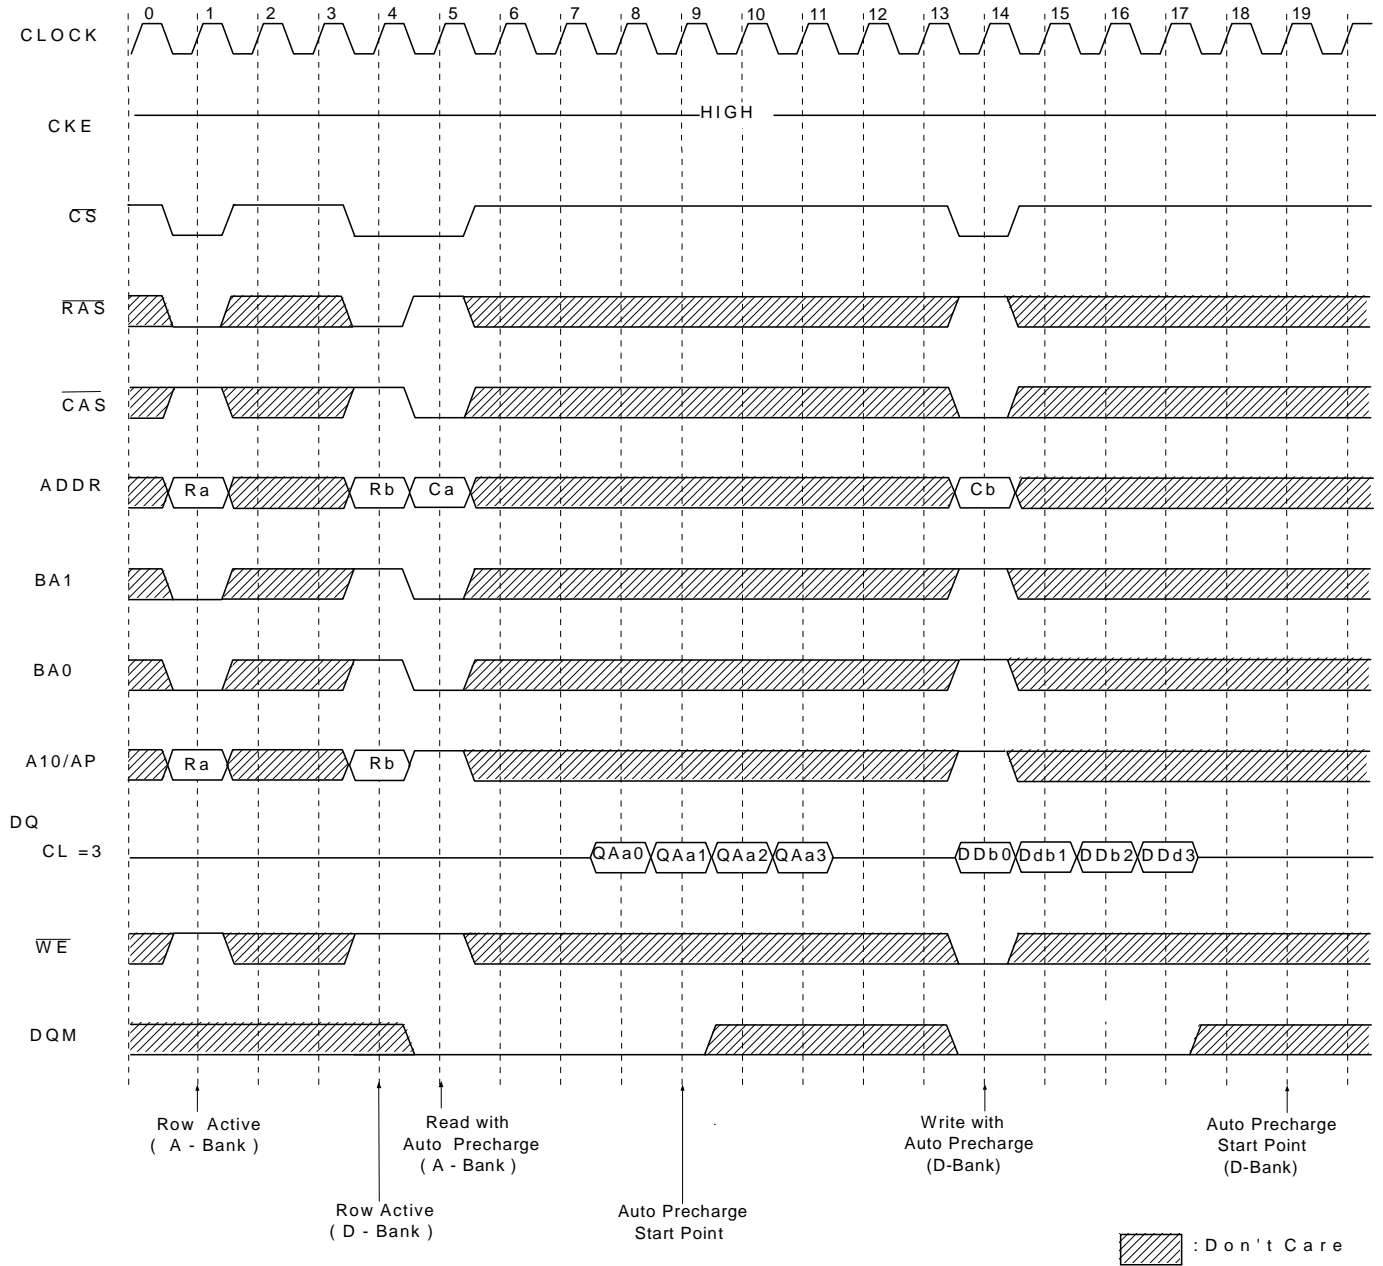 0 1 2 3 4 5 6 7 8 9 10 11 12 13 14 15 16 17 18 19
CLOCK
HIGH
CKE
CS
RAS
CAS
ADDR Ra Rb Ca Cb
BA1
BA0
A10/AP Ra Rb
DQ
CL =3 QAa0 QAa1 QAa2 QAa3 DDb0 Ddb1 DDb2 DDd3
WE
DQM
Row Active
( A - Bank )
Row Active
( D - Bank )
Read with
Auto Precharge
( A - Bank )
Auto Precharge
Start Point
Write with
Auto Precharge
(D-Bank)
Auto Precharge
Start Point
(D-Bank)
: Don't Care